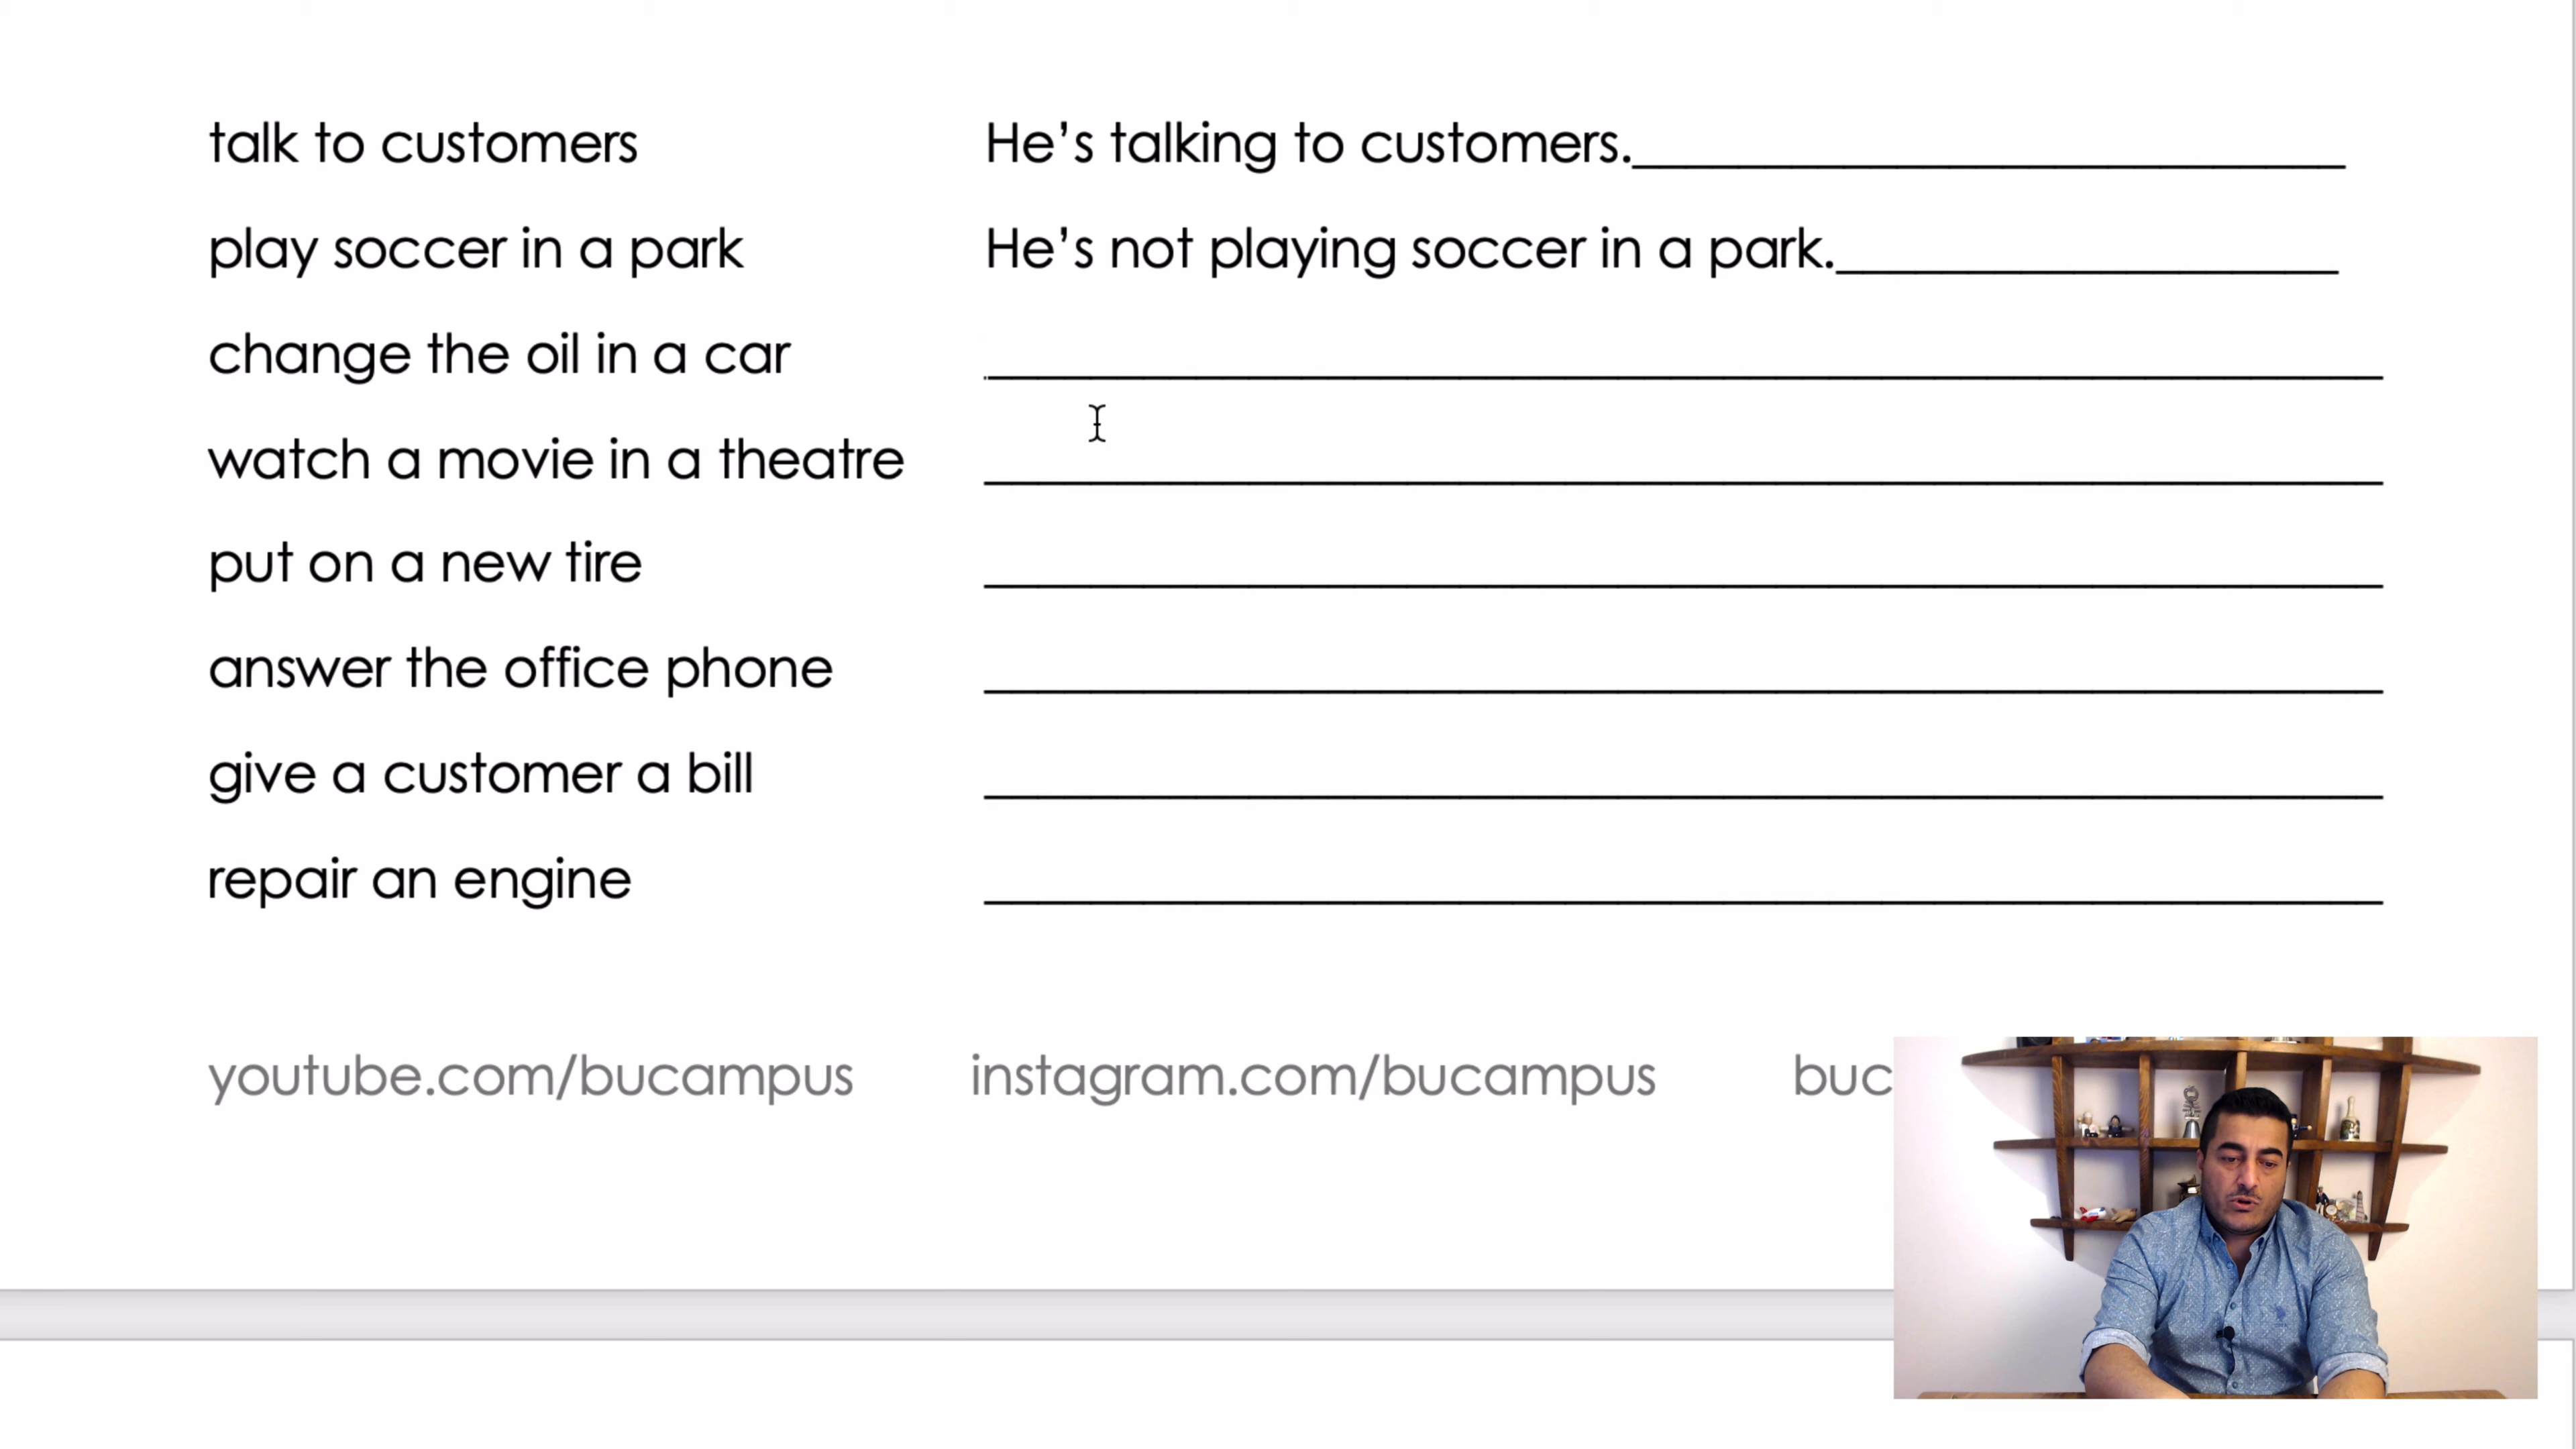 talk to customers He’s talking to customers.
play soccer in a park He’s not playing soccer in a park.
change the oil in a car
watch a movie in a theatre
put on a new tire
answer the office phone
give a customer a bill
repair an engine
youtube.com/bucampus instagram.com/bucampus buc